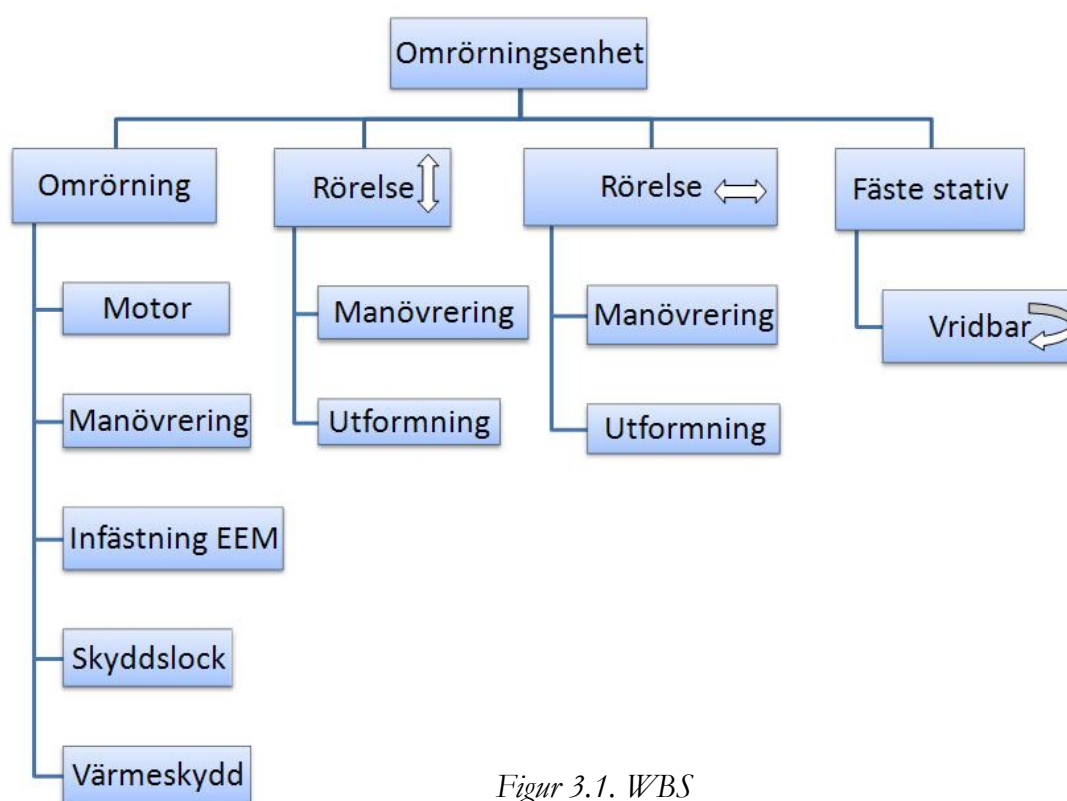 Omrörningsenhet
Omrörning
Rörelse
Rörelse
Fäste stativ
Motor
Manövrering
Infästning EEM
Skyddslock
Värmeskydd
Manövrering
Utformning
Manövrering
Utformning
Vridbar
Figur 3.1. WBS